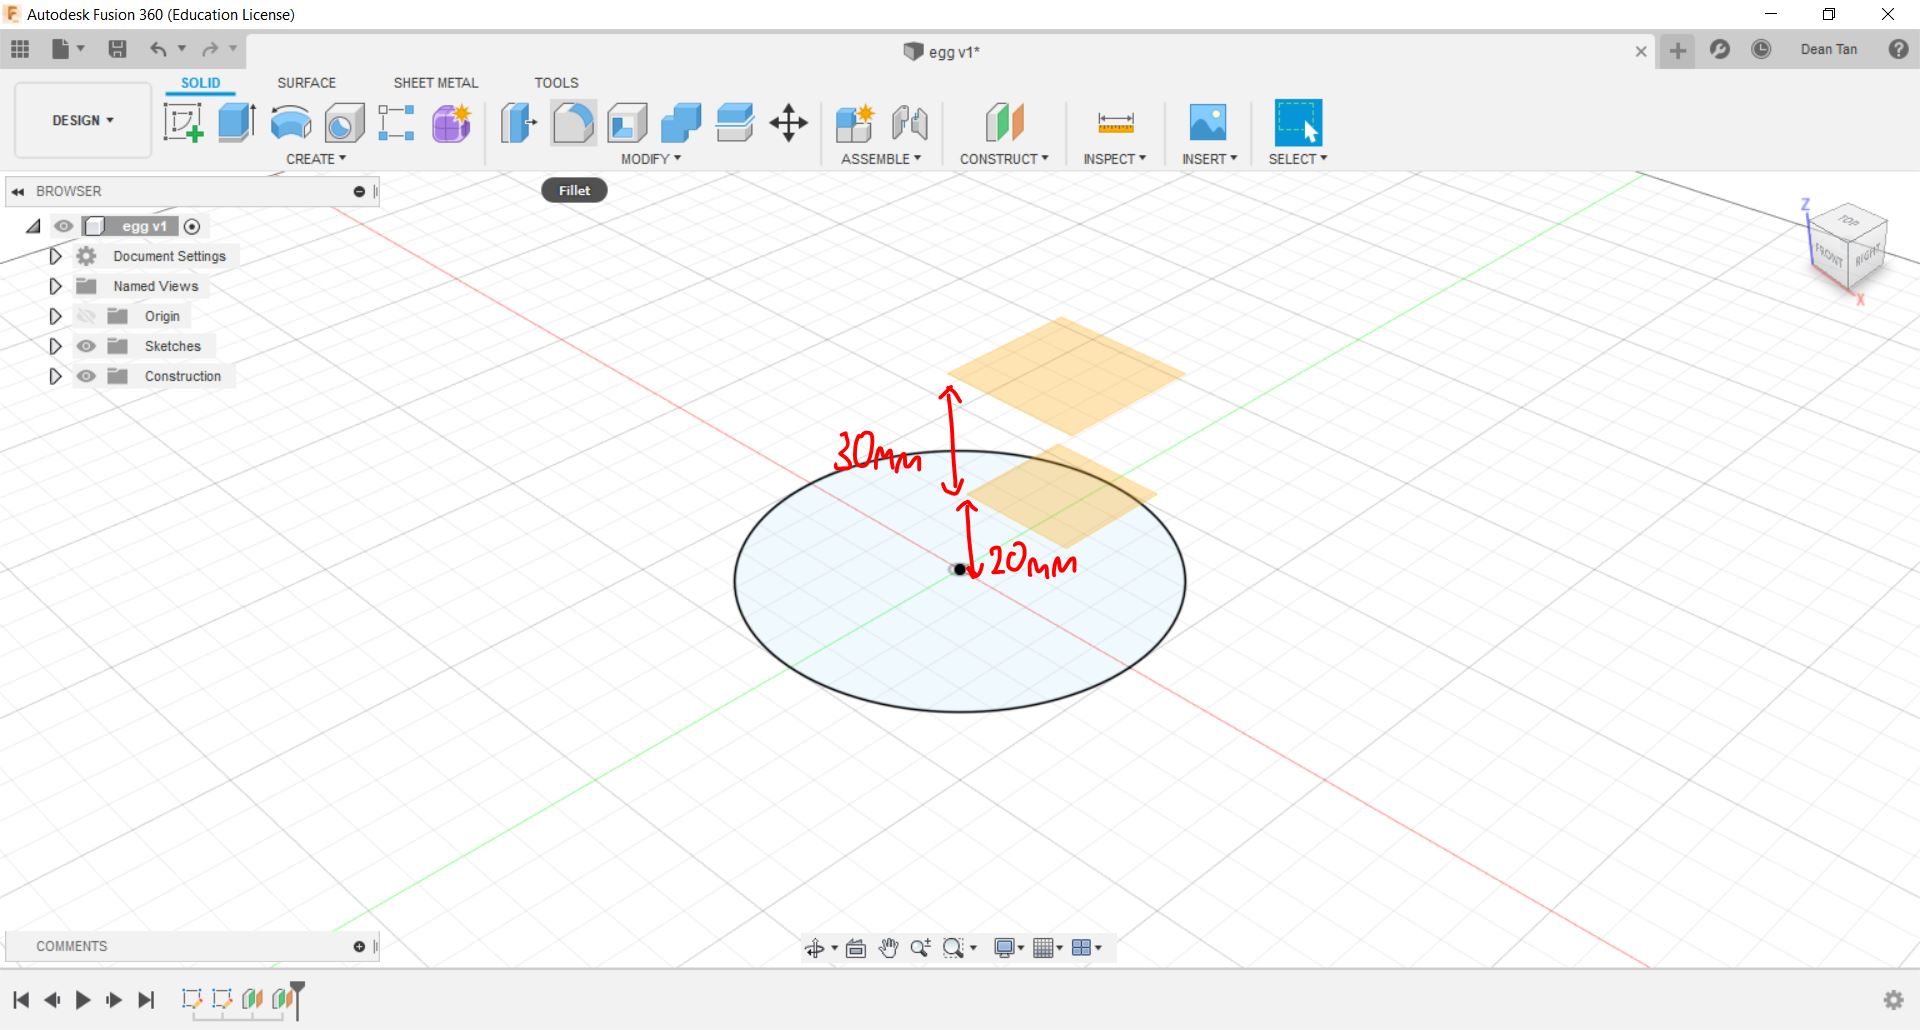 Autodesk Fusion 360 (Education License)
egg v1*
Dean Tan
SOLID
SURFACE
SHEET METAL
TOOLS
DESIGN
CREATE
MODIFY
ASSEMBLE
CONSTRUCT
INSPECT
INSERT
SELECT
BROWSER
Fillet
egg v1
Document Settings
Named Views
Origin
Sketches
Construction
Z
TOP
FRONT
RIGHT
X
30mm
20mm
COMMENTS